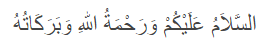 السَّلَامُ عَلَيْكُمْ وَرَحْمَةُ اللهِ وَبَرَكَاتُهُ